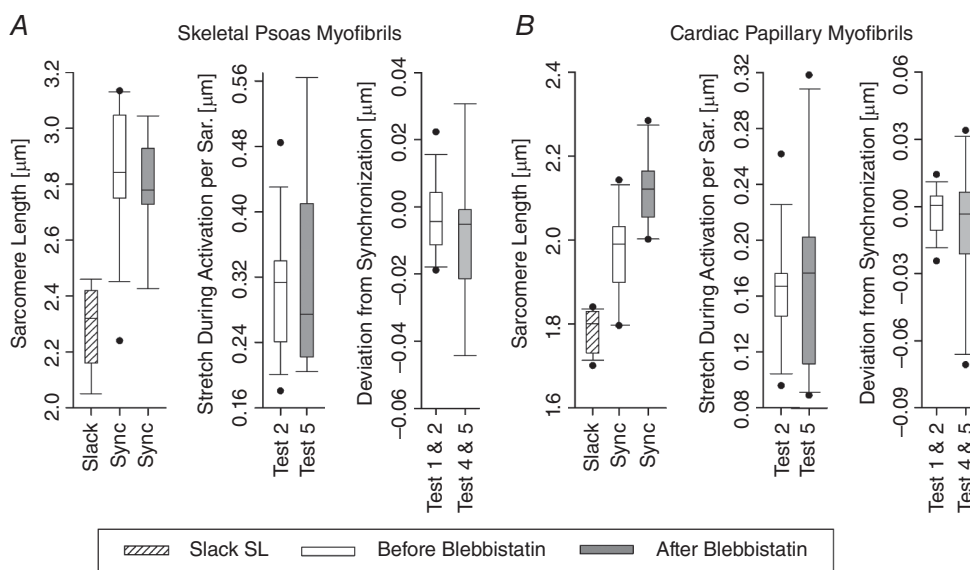 A
Skeletal Psoas Myofibrils
B
Cardiac Papillary Myofibrils
Sarcomere Length [μm]
3.2
3.0
2.8
2.6
2.4
2.2
2.0
Slack
Sync
Sync
Stretch During Activation per Sar. [μm]
0.56
0.48
0.40
0.32
0.24
0.16
Test 2
Test 5
Deviation from Synchronization [μm]
0.04
0.02
0.00
−0.02
−0.04
−0.06
Test 1 & 2
Test 4 & 5
Sarcomere Length [μm]
2.4
2.2
2.0
1.8
1.6
Slack
Sync
Sync
Stretch During Activation per Sar. [μm]
0.32
0.28
0.24
0.20
0.16
0.12
0.08
Test 2
Test 5
Deviation from Synchronization [μm]
0.06
0.03
0.00
−0.03
−0.06
−0.09
Test 1 & 2
Test 4 & 5
Slack SL
Before Blebbistatin
After Blebbistatin